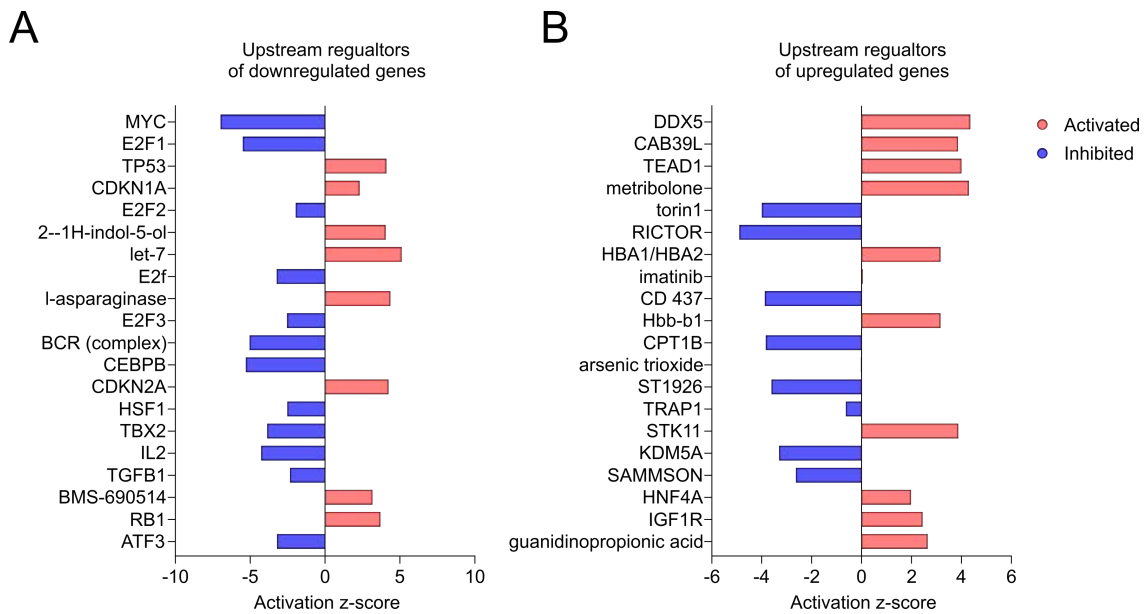 A
Upstream regualtors
of downregulated genes
MYC
E2F1
TP53
CDKN1A
E2F2
2--1H-indol-5-ol
let-7
E2f
l-asparaginase
E2F3
BCR (complex)
CEBPB
CDKN2A
HSF1
TBX2
IL2
TGFB1
BMS-690514
RB1
ATF3
-10 -5 0 5 10
Activation z-score
B
Upstream regualtors
of upregulated genes
DDX5
CAB39L
TEAD1
metribolone
torin1
RICTOR
HBA1/HBA2
imatinib
CD 437
Hbb-b1
CPT1B
arsenic trioxide
ST1926
TRAP1
STK11
KDM5A
SAMMSON
HNF4A
IGF1R
guanidinopropionic acid
-6 -4 -2 0 2 4 6
Activation z-score
Activated
Inhibited